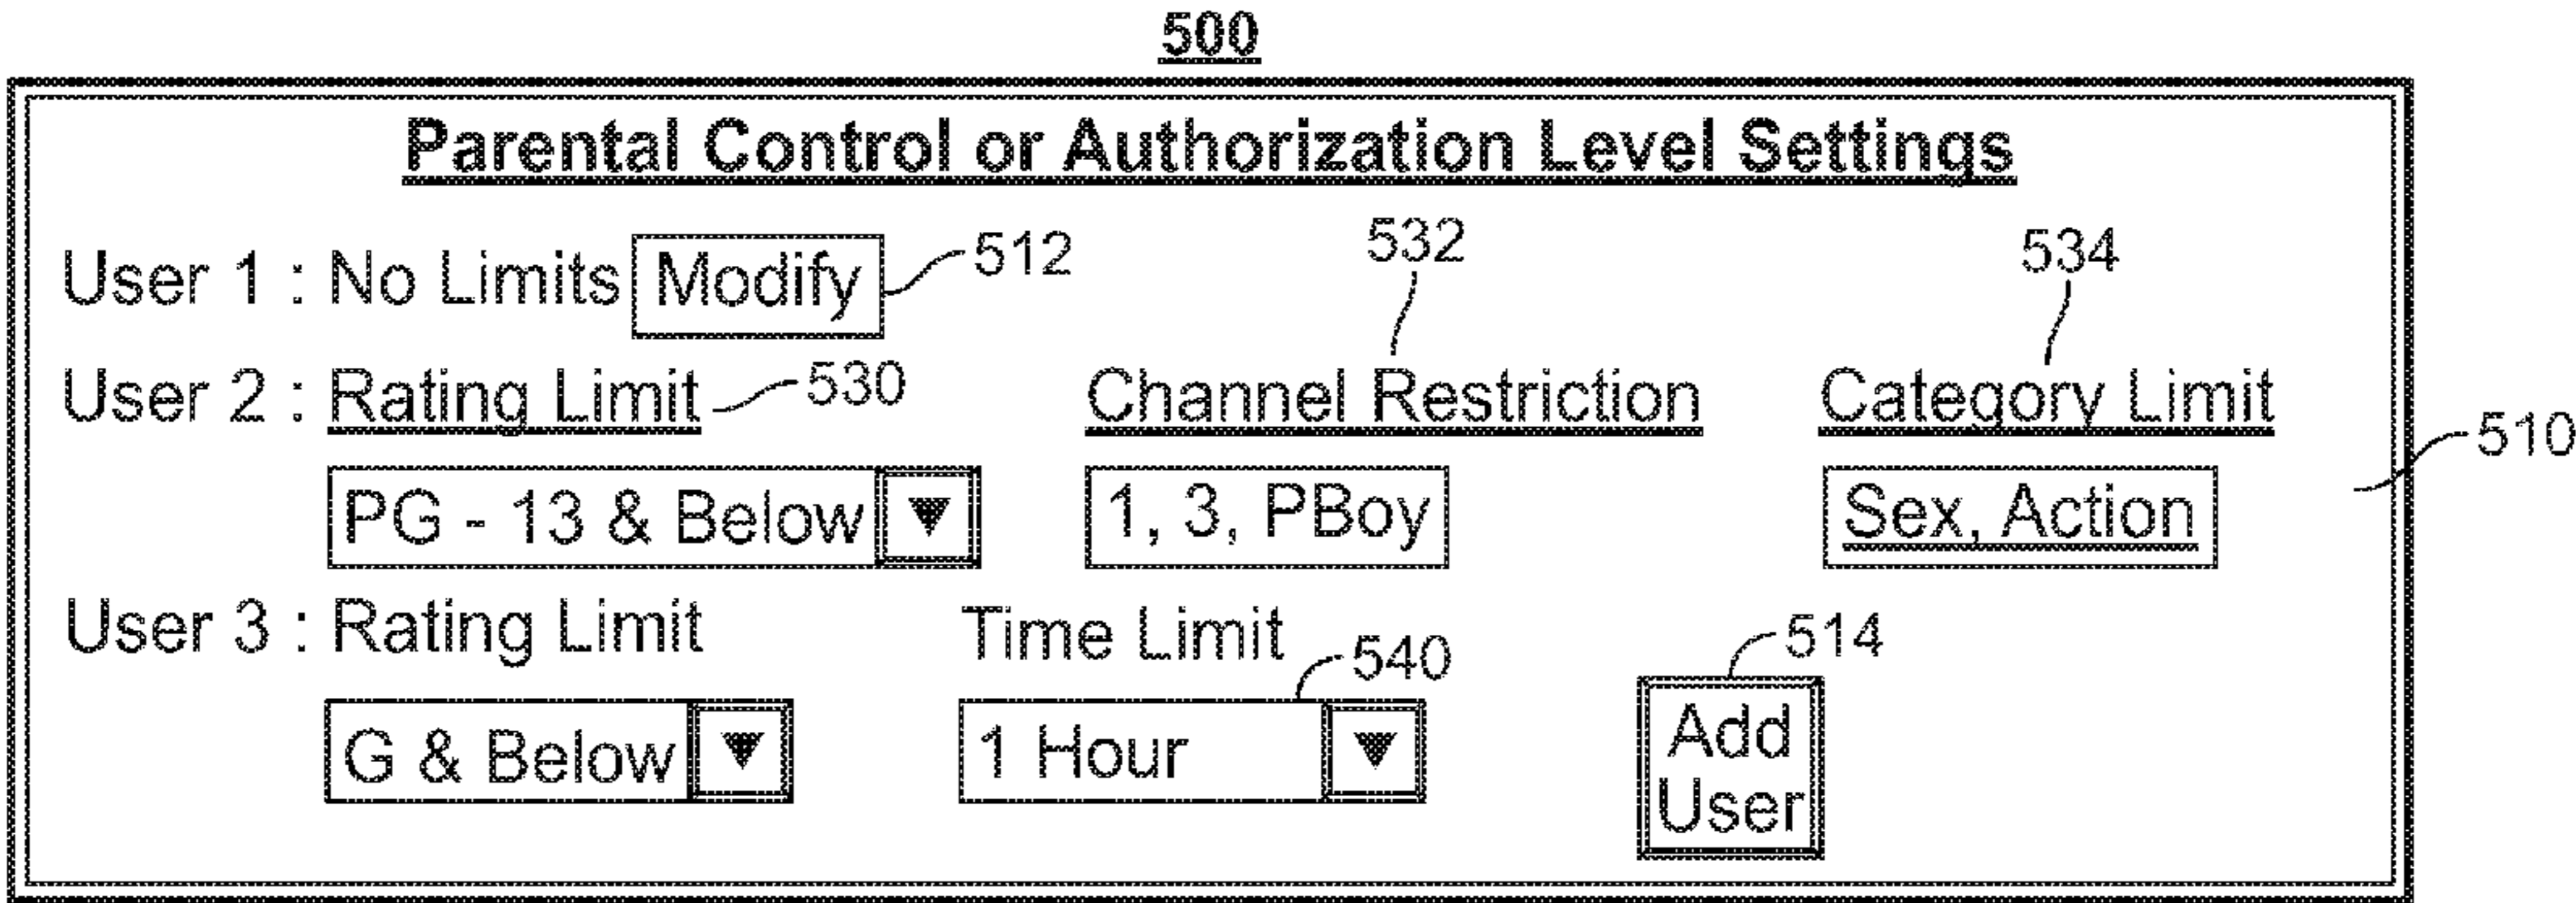 500
Parental Control or Authorization Level Settings
User 1 : No Limits Modify 512 532 534
User 2 : Rating Limit 530 Channel Restriction Category Limit 510
PG - 13 & Below 1, 3, PBoy Sex, Action
User 3 : Rating Limit Time Limit 540 514
G & Below 1 Hour Add
User